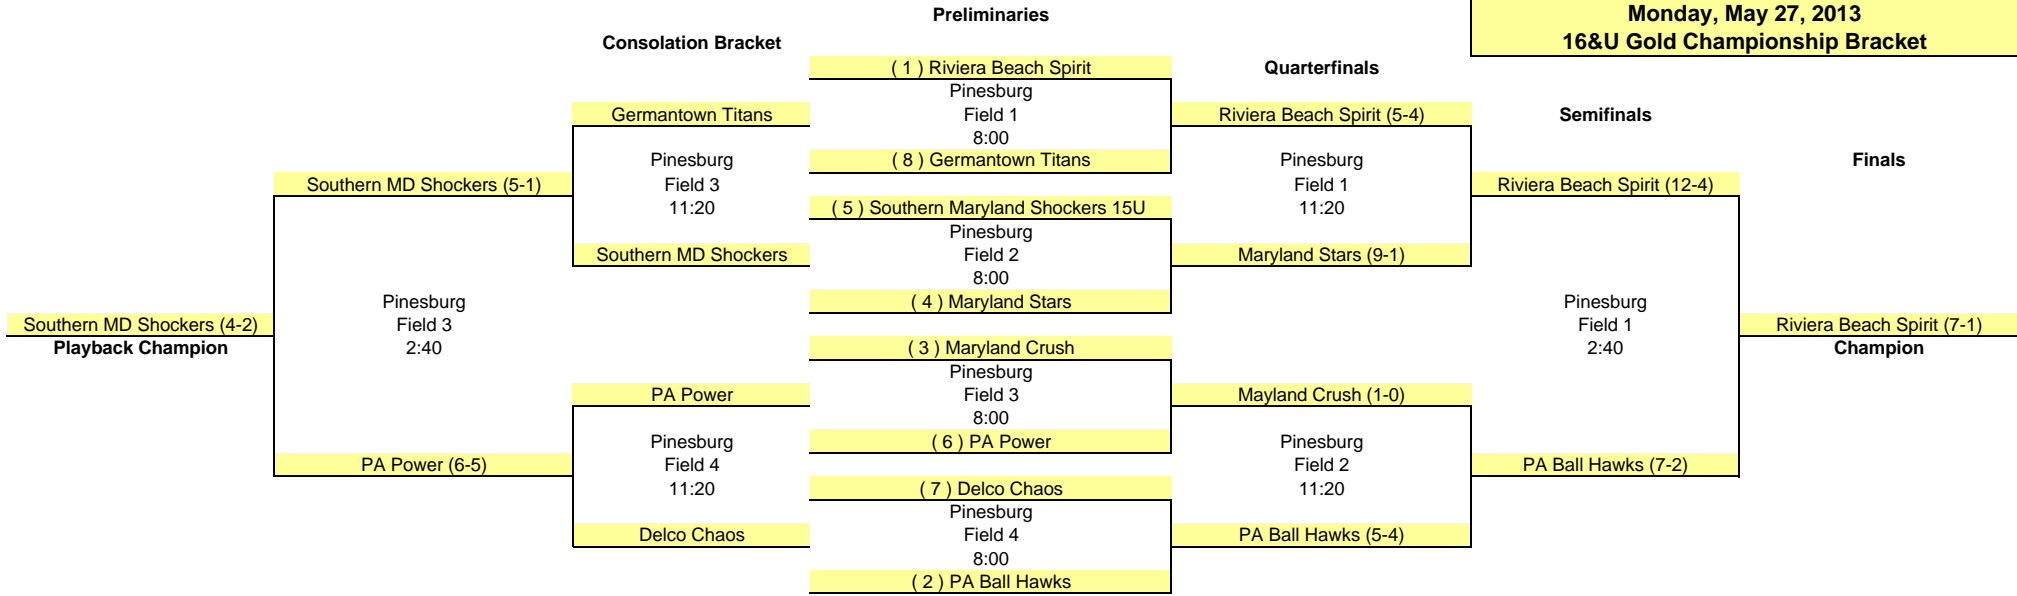 Preliminaries
Monday, May 27, 2013
16&U Gold Championship Bracket
Consolation Bracket
( 1 ) Riviera Beach Spirit
Quarterfinals
Pinesburg
Field 1
8:00
Germantown Titans
Riviera Beach Spirit (5-4)
Semifinals
( 8 ) Germantown Titans
Pinesburg
Field 3
11:20
Pinesburg
Field 1
11:20
Finals
Southern MD Shockers (5-1)
Riviera Beach Spirit (12-4)
( 5 ) Southern Maryland Shockers 15U
Pinesburg
Field 2
8:00
Southern MD Shockers
Maryland Stars (9-1)
( 4 ) Maryland Stars
Pinesburg
Field 3
2:40
Pinesburg
Field 1
2:40
Southern MD Shockers (4-2)
Playback Champion
Riviera Beach Spirit (7-1)
Champion
( 3 ) Maryland Crush
Pinesburg
Field 3
8:00
PA Power
Mayland Crush (1-0)
( 6 ) PA Power
Pinesburg
Field 4
11:20
Pinesburg
Field 2
11:20
PA Power (6-5)
PA Ball Hawks (7-2)
( 7 ) Delco Chaos
Pinesburg
Field 4
8:00
Delco Chaos
PA Ball Hawks (5-4)
( 2 ) PA Ball Hawks